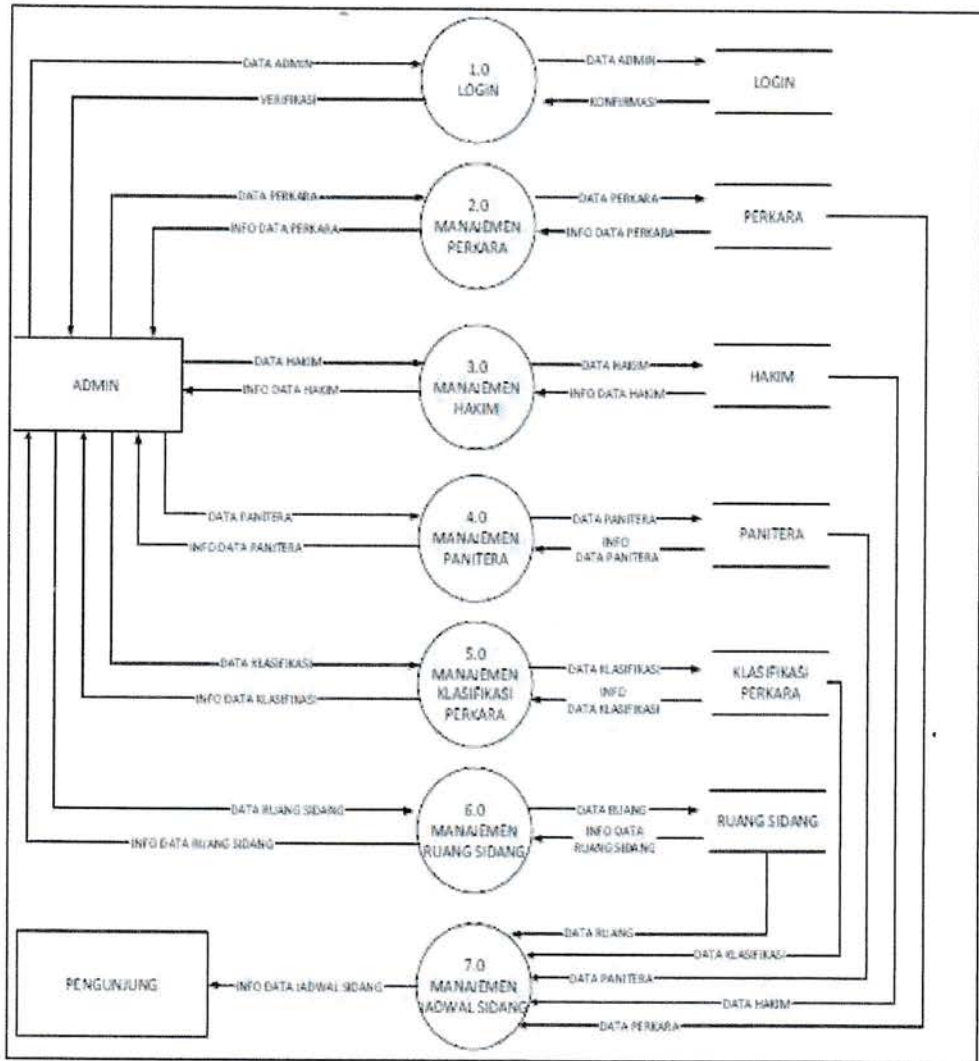 DATA ADMIN
1.0
LOGIN
DATA ADMIN
LOGIN
VERIFIKASI
KONFIRMASI
DATA PERKARA
2.0
MANAJEMEN
PERKARA
DATA PERKARA
PERKARA
INFO DATA PERKARA
INFO DATA PERKARA
ADMIN
DATA HAKIM
3.0
MANAJEMEN
HAKIM
DATA HAKIM
HAKIM
INFO DATA HAKIM
INFO DATA HAKIM
DATA PANITERA
4.0
MANAJEMEN
PANITERA
DATA PANITERA
PANITERA
INFO DATA PANITERA
INFO
DATA PANITERA
DATA KLASIFIKASI
5.0
MANAJEMEN
KLASIFIKASI
PERKARA
DATA KLASIFIKASI
KLASIFIKASI
PERKARA
INFO DATA KLASIFIKASI
INFO
DATA KLASIFIKASI
DATA RUANG SIDANG
6.0
MANAJEMEN
RUANG SIDANG
DATA RUANG
RUANG SIDANG
INFO DATA RUANG SIDANG
INFO DATA
RUANG SIDANG
DATA RUANG
DATA KLASIFIKASI
PENGUNJUNG
INFO DATA JADWAL SIDANG
7.0
MANAJEMEN
JADWAL SIDANG
DATA PANITERA
DATA HAKIM
DATA PERKARA